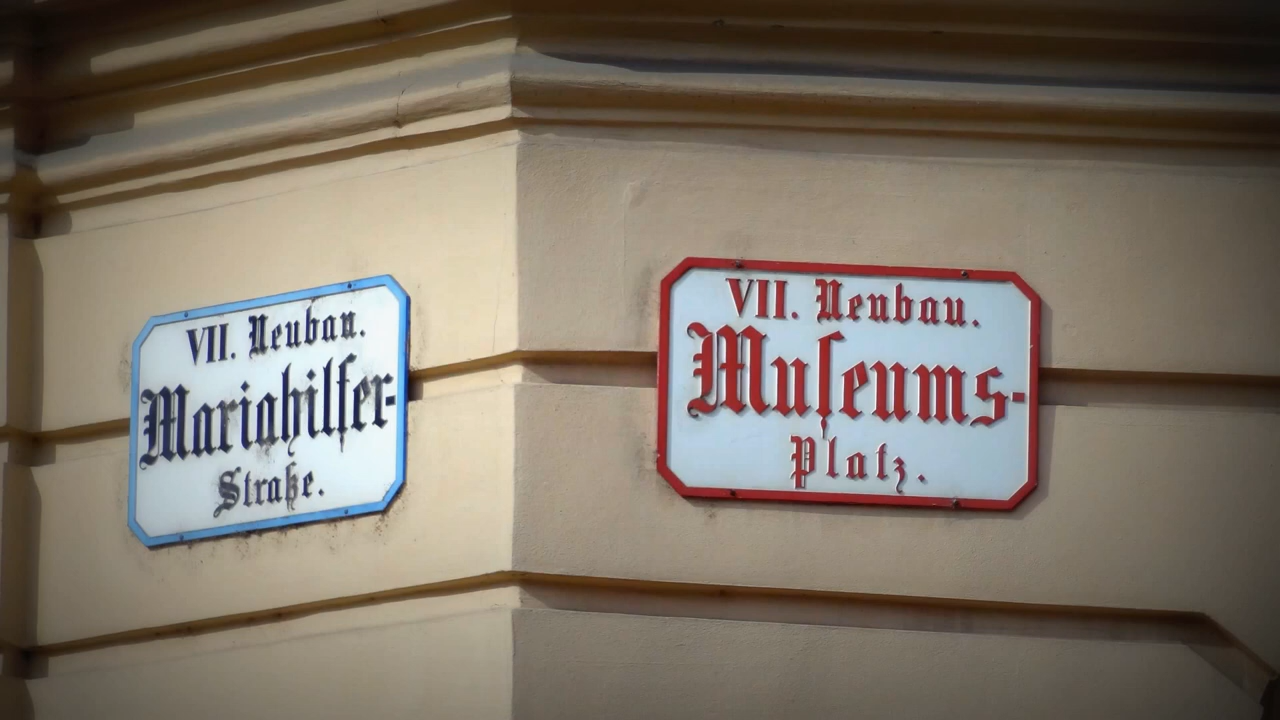 VII. Neubau.
Mariahilfer-
Straße.
VII. Neubau.
Muſeums-
Platz.